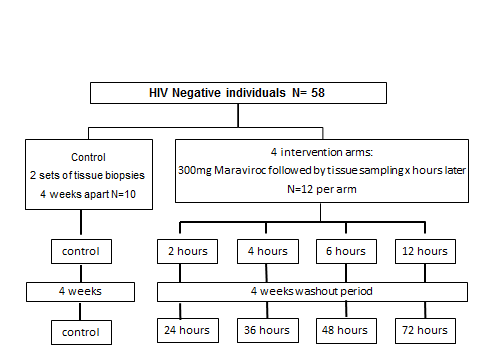 HIV Negative individuals N= 58
Control
2 sets of tissue biopsies
4 weeks apart N=10
4 intervention arms:
300mg Maraviroc followed by tissue sampling x hours later
N=12 per arm
control
2 hours
4 hours
6 hours
12 hours
4 weeks
4 weeks washout period
control
24 hours
36 hours
48 hours
72 hours